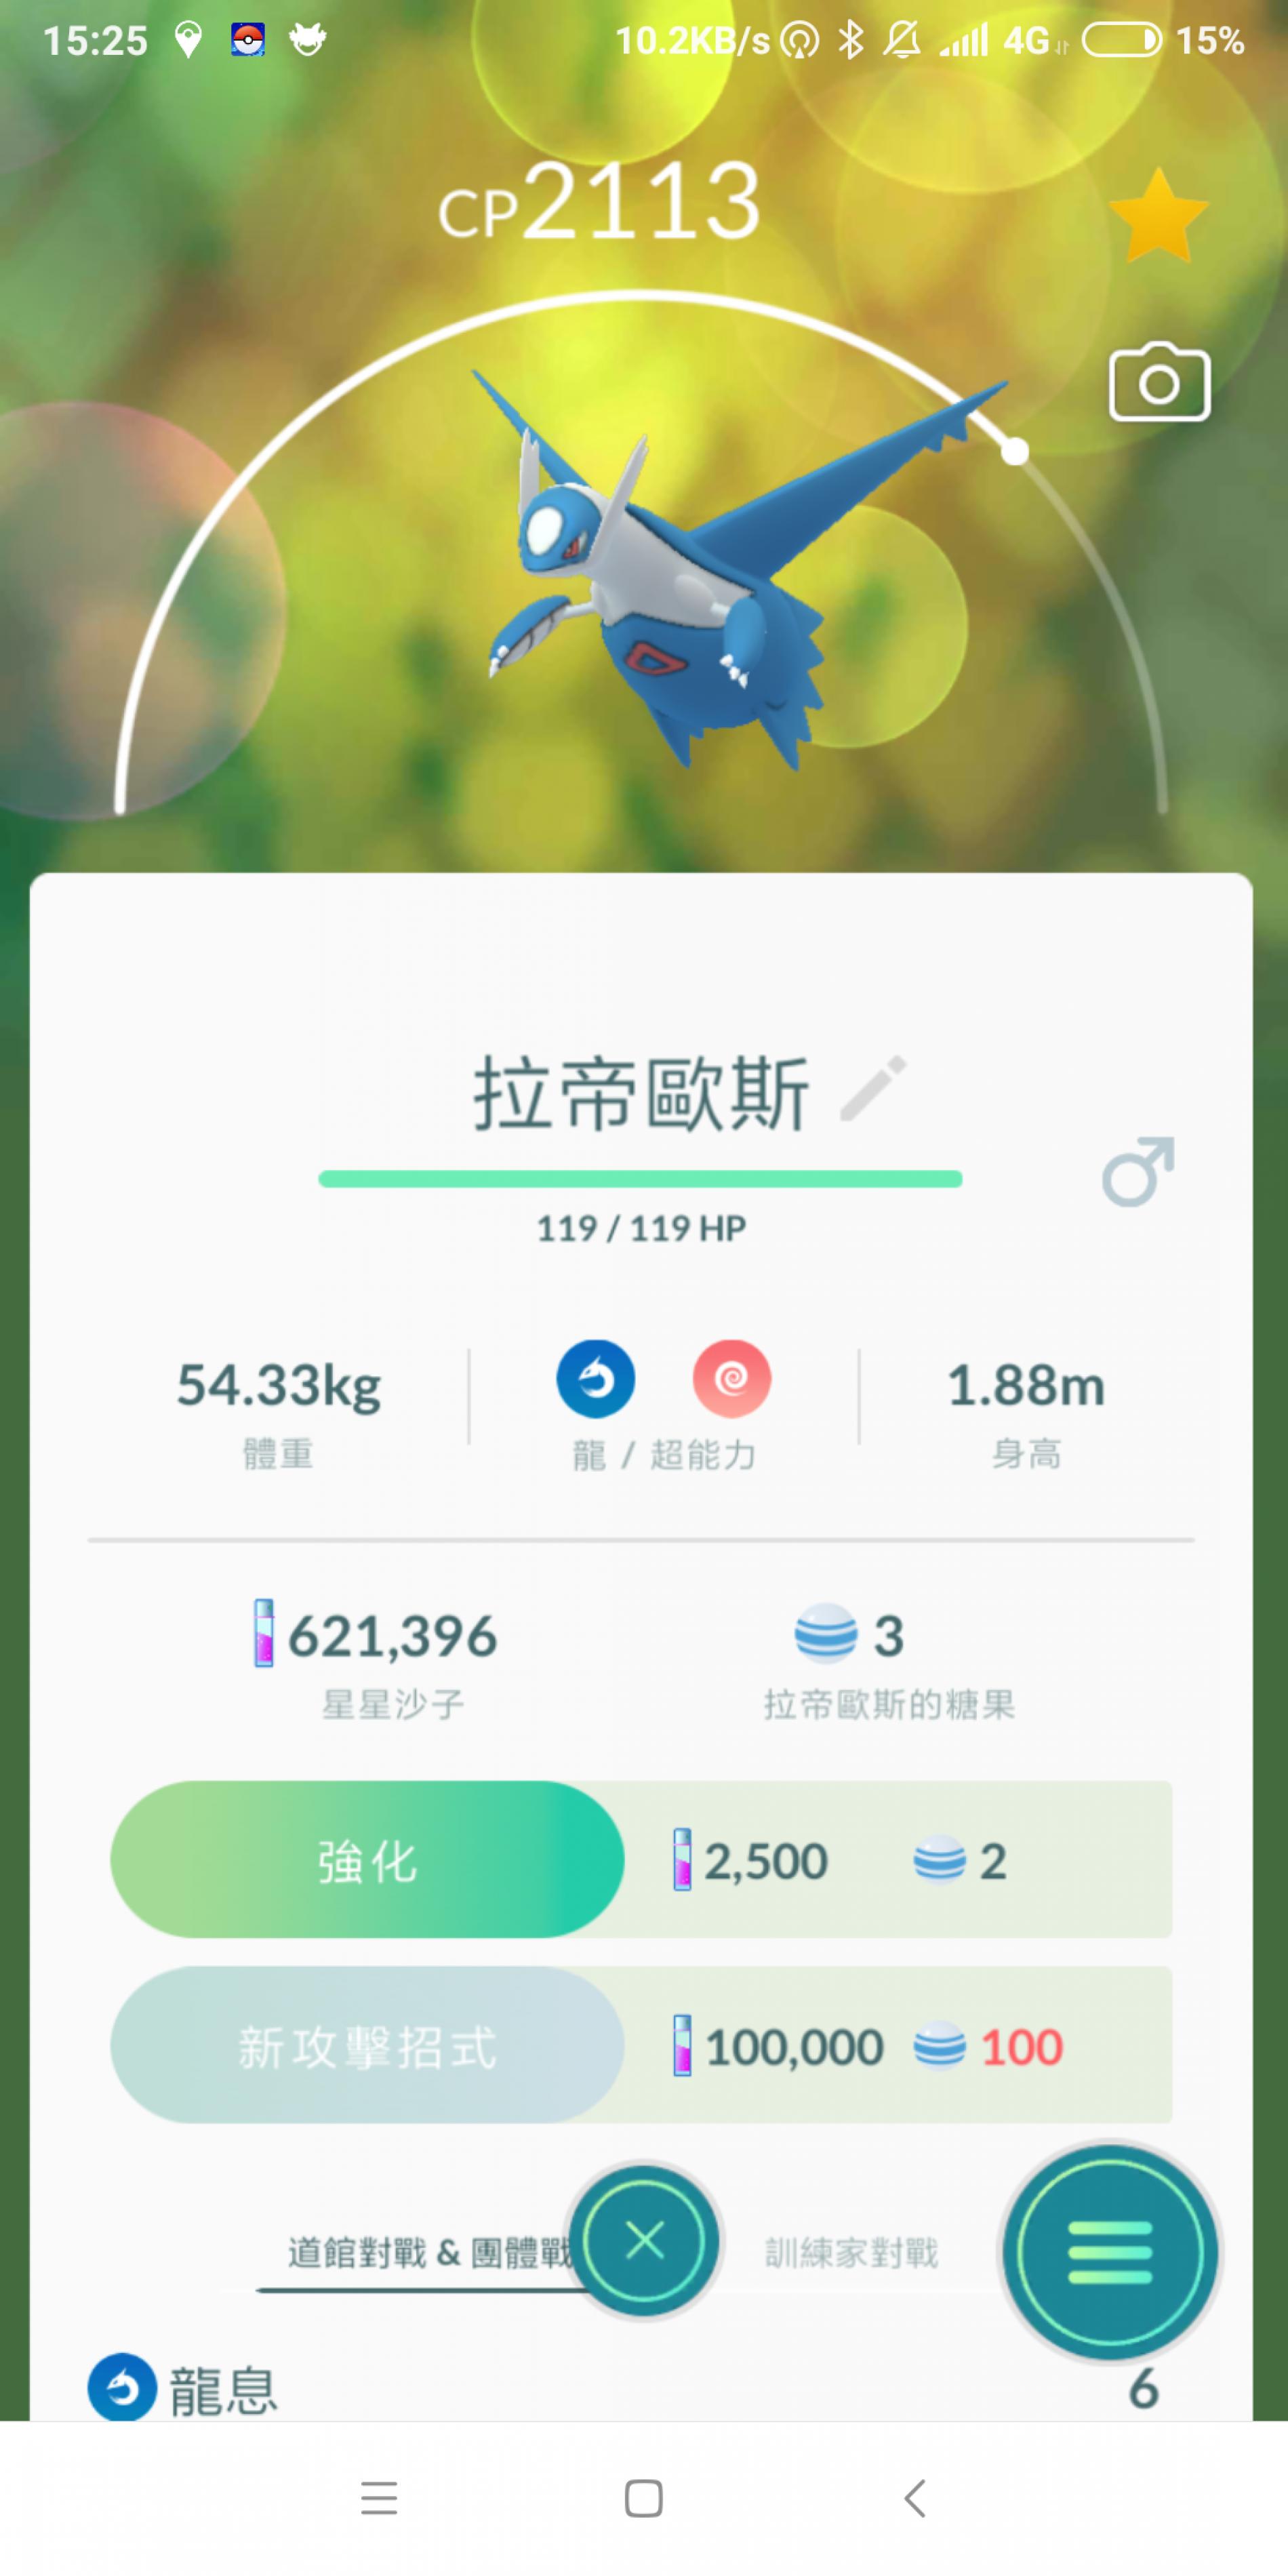 15:25 10.2KB/s 4G 15%
CP2113
拉帝歐斯
119 / 119 HP
54.33kg 1.88m
體重 龍 / 超能力 身高
621,396 3
星星沙子 拉帝歐斯的糖果
強化 2,500 2
新攻擊招式 100,000 100
道館對戰 & 團體戰 訓練家對戰
龍息 6